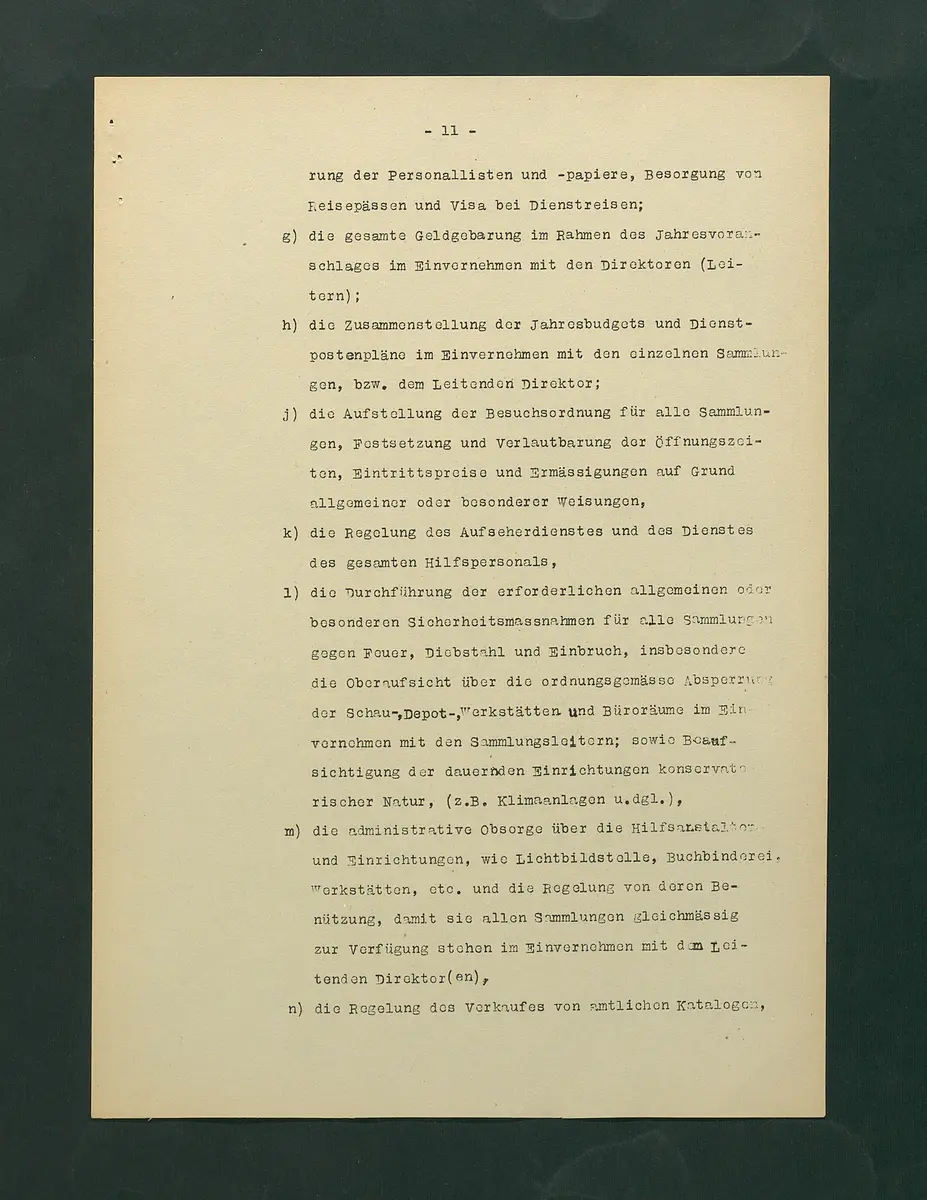 - 11 -
rung der Personallisten und -papiere, Besorgung von
Reisepässen und Visa bei Dienstreisen;
g) die gesamte Geldgebarung im Rahmen des Jahresvoran-
schlages im Einvernehmen mit den Direktoren (Lei-
tern);
h) die Zusammenstellung der Jahresbudgets und Dienst-
postenpläne im Einvernehmen mit den einzelnen Sammlun-
gen, bzw. dem Leitenden Direktor;
j) die Aufstellung der Besuchsordnung für alle Sammlun-
gen, Festsetzung und Verlautbarung der Öffnungszei-
ten, Eintrittspreise und Ermässigungen auf Grund
allgemeiner oder besonderer Weisungen,
k) die Regelung des Aufseherdienstes und des Dienstes
des gesamten Hilfspersonals,
l) die Durchführung der erforderlichen allgemeinen oder
besonderen Sicherheitsmassnahmen für alle Sammlungen
gegen Feuer, Diebstahl und Einbruch, insbesondere
die Oberaufsicht über die ordnungsgemässe Absperrung
der Schau-,Depot-,Werkstätten und Büroräume im Ein-
vernehmen mit den Sammlungsleitern; sowie Beauf-
sichtigung der dauernden Einrichtungen konservato
rischer Natur, (z.B. Klimaanlagen u.dgl.),
m) die administrative Obsorge über die Hilfsanstalten
und Einrichtungen, wie Lichtbildstelle, Buchbinderei,
Werkstätten, etc. und die Regelung von deren Be-
nützung, damit sie allen Sammlungen gleichmässig
zur Verfügung stehen im Einvernehmen mit dem Lei-
tenden Direktor(en),
n) die Regelung des Verkaufes von amtlichen Katalogen,